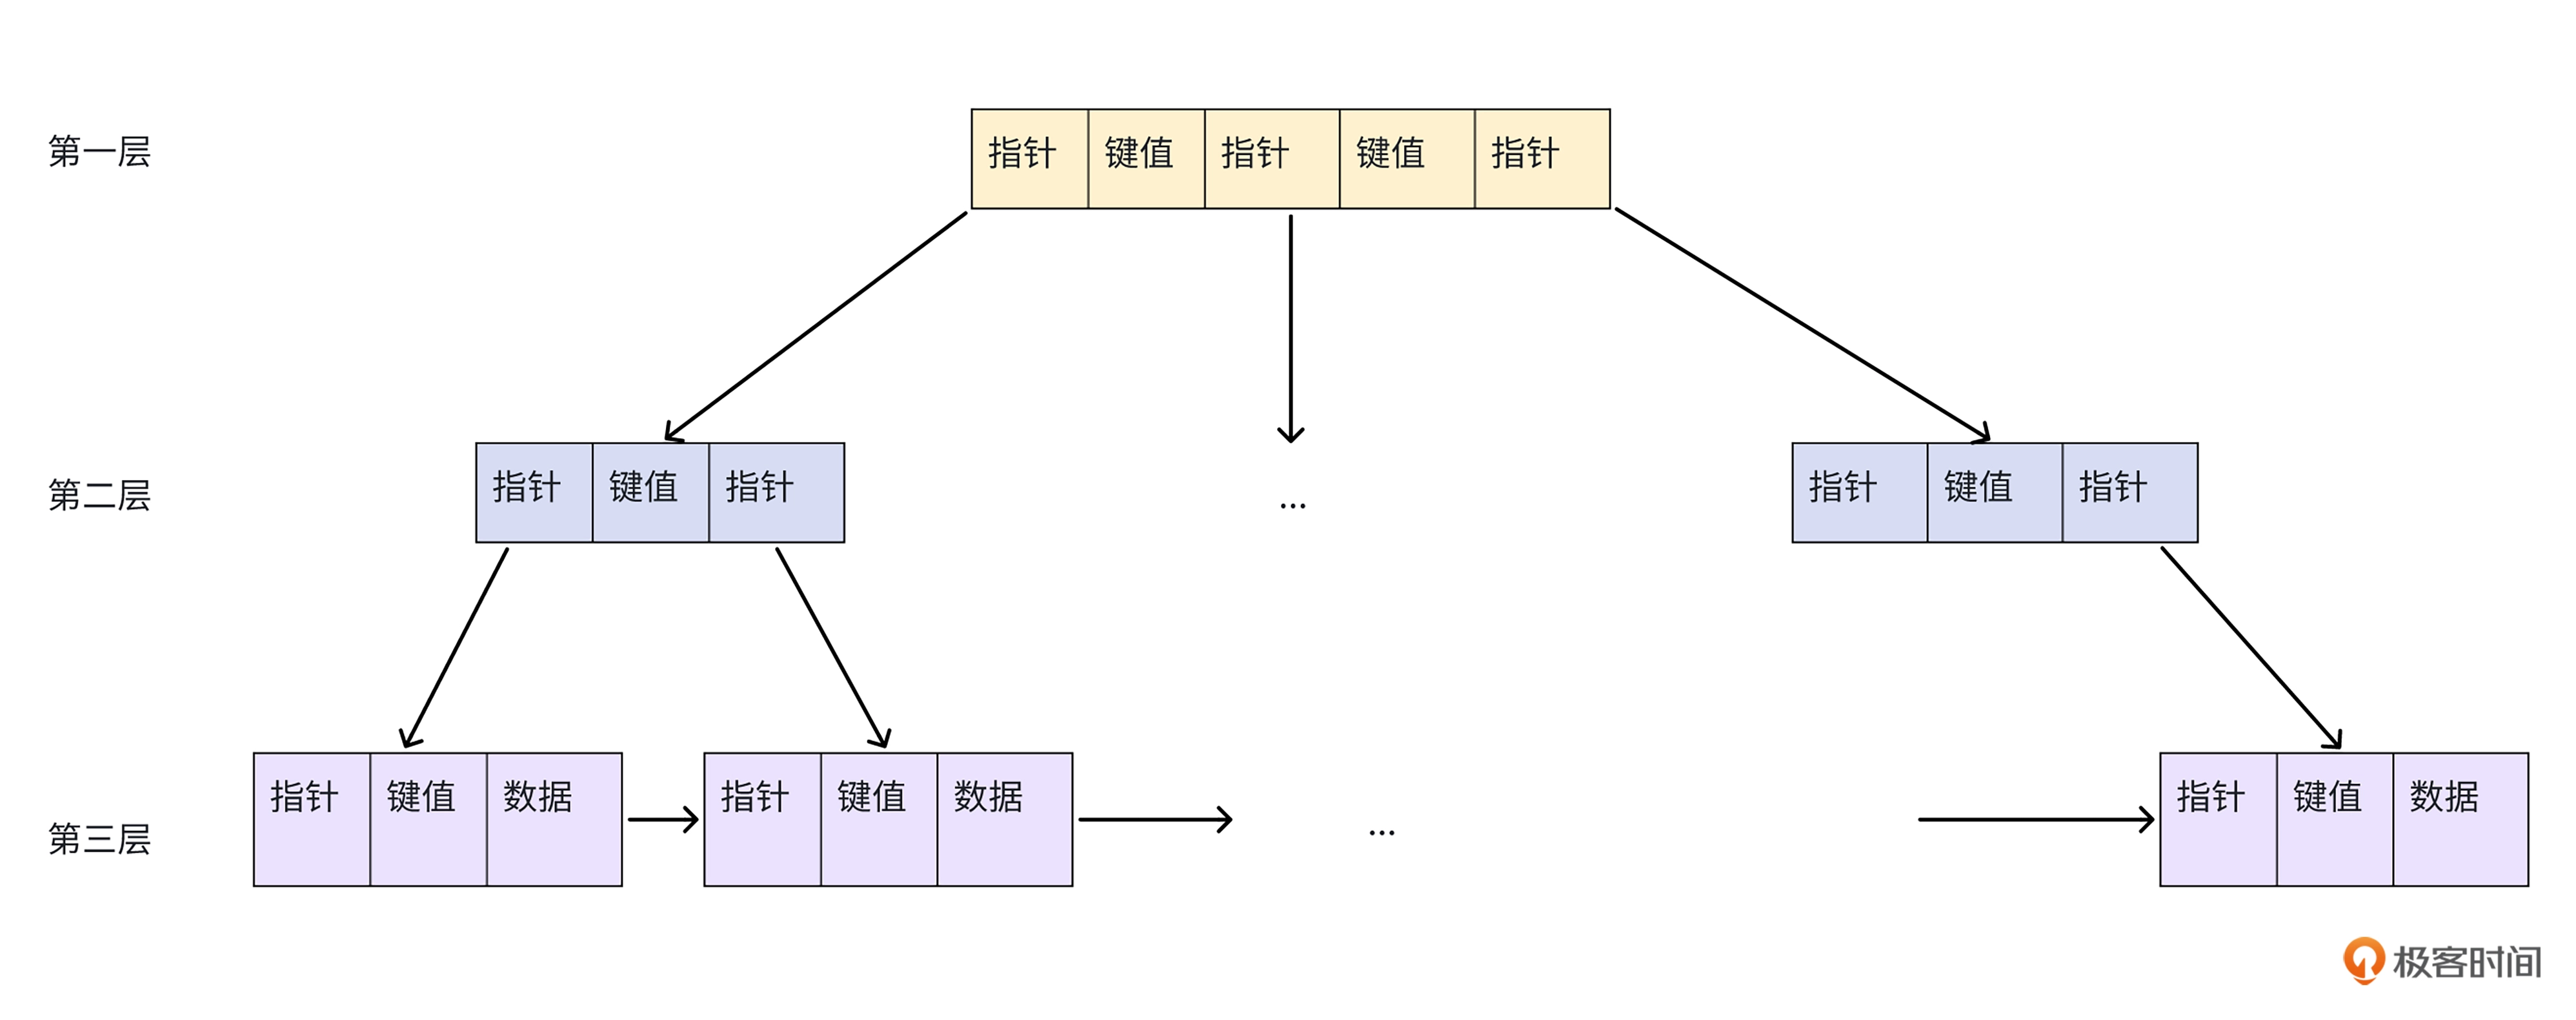 第一层
指针 键值 指针 键值 指针
第二层
指针 键值 指针
...
指针 键值 指针
第三层
指针 键值 数据
指针 键值 数据
...
指针 键值 数据
极客时间